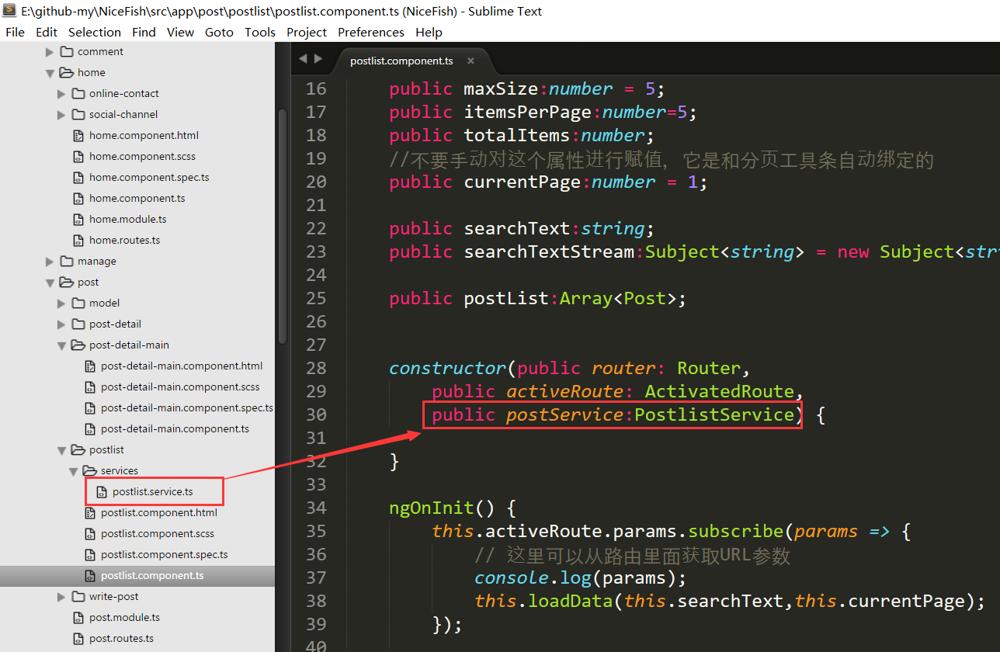 E:\github-my\NiceFish\src\app\post\postlist\postlist.component.ts (NiceFish) - Sublime Text
File Edit Selection Find View Goto Tools Project Preferences Help
comment
home
online-contact
social-channel
home.component.html
home.component.scss
home.component.spec.ts
home.component.ts
home.module.ts
home.routes.ts
manage
post
model
post-detail
post-detail-main
post-detail-main.component.html
post-detail-main.component.scss
post-detail-main.component.spec.ts
post-detail-main.component.ts
postlist
services
postlist.service.ts
postlist.component.html
postlist.component.scss
postlist.component.spec.ts
postlist.component.ts
write-post
post.module.ts
post.routes.ts
postlist.component.ts ×
16 public maxSize:number = 5;
17 public itemsPerPage:number=5;
18 public totalItems:number;
19 //不要手动对这个属性进行赋值，它是和分页工具条自动绑定的
20 public currentPage:number = 1;
21
22 public searchText:string;
23 public searchTextStream:Subject<string> = new Subject<str
24
25 public postList:Array<Post>;
26
27
28 constructor(public router: Router,
29 public activeRoute: ActivatedRoute,
30 public postService:PostlistService) {
31
32 }
33
34 ngOnInit() {
35 this.activeRoute.params.subscribe(params => {
36 // 这里可以从路由里面获取URL参数
37 console.log(params);
38 this.loadData(this.searchText,this.currentPage);
39 });
40